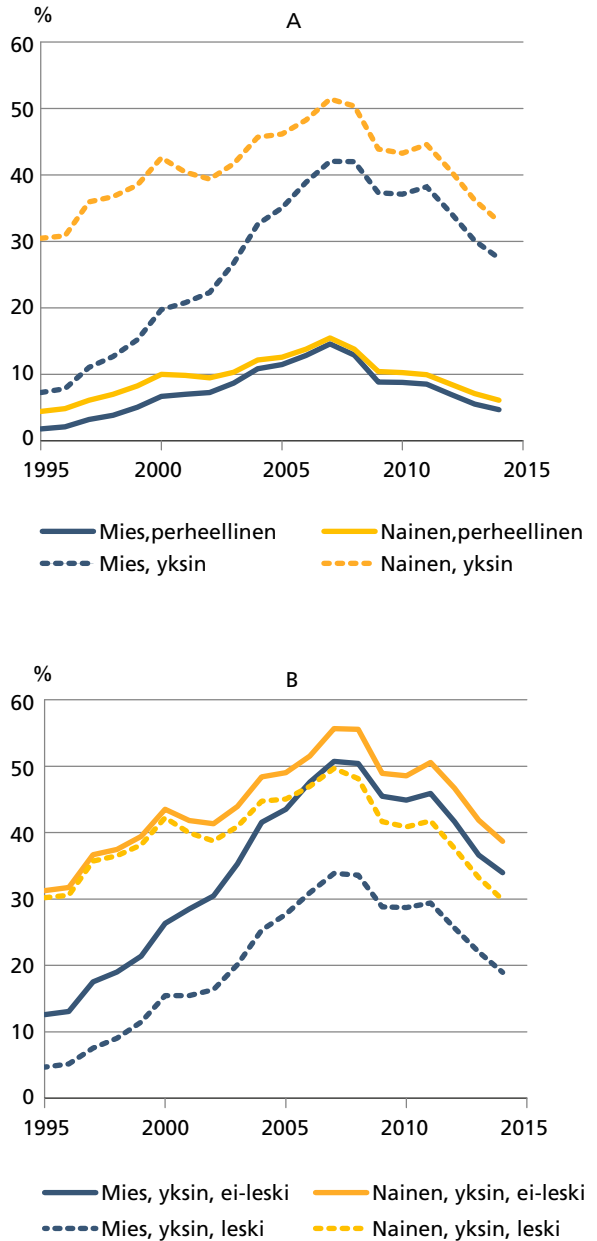 %
A
60
50
40
30
20
10
0
1995 2000 2005 2010 2015
Mies,perheellinen Nainen,perheellinen
Mies, yksin Nainen, yksin
%
B
60
50
40
30
20
10
0
1995 2000 2005 2010 2015
Mies, yksin, ei-leski Nainen, yksin, ei-leski
Mies, yksin, leski Nainen, yksin, leski